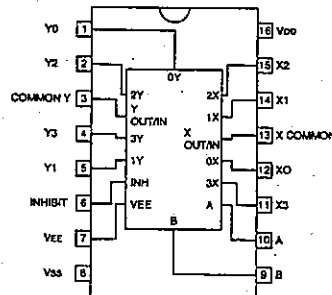 Y0 1 16 VDD
0Y
Y2 2 2Y 2X 15 X2
COMMON Y 3 Y OUT/IN 1X 14 X1
Y3 4 3Y X OUT/IN 13 X COMMON
Y1 5 1Y 0X 12 XO
INHIBIT 6 INH 3X 11 X3
VEE 7 VEE A 10 A
VSS 8 B 9 B